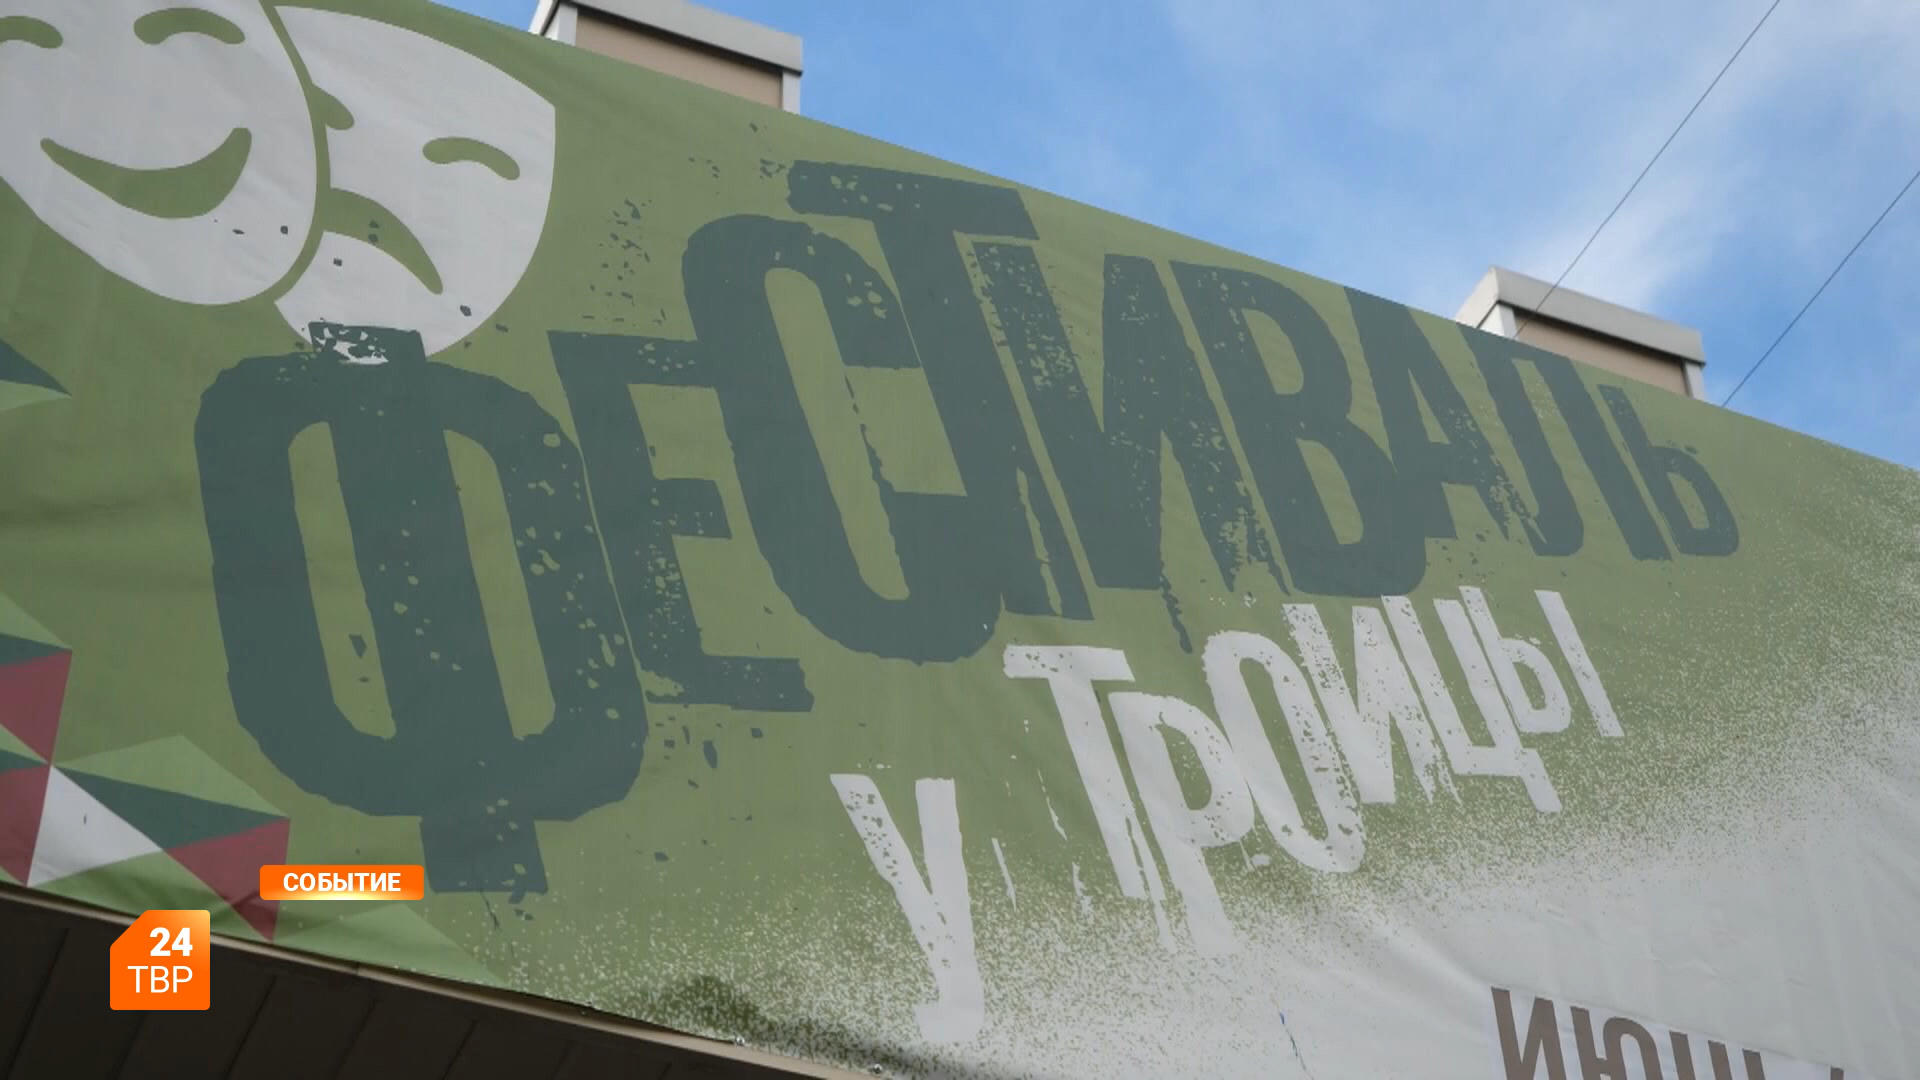 ФЕСТИВАЛЬ
У ТРОИЦЫ
СОБЫТИЕ
24
ТВР